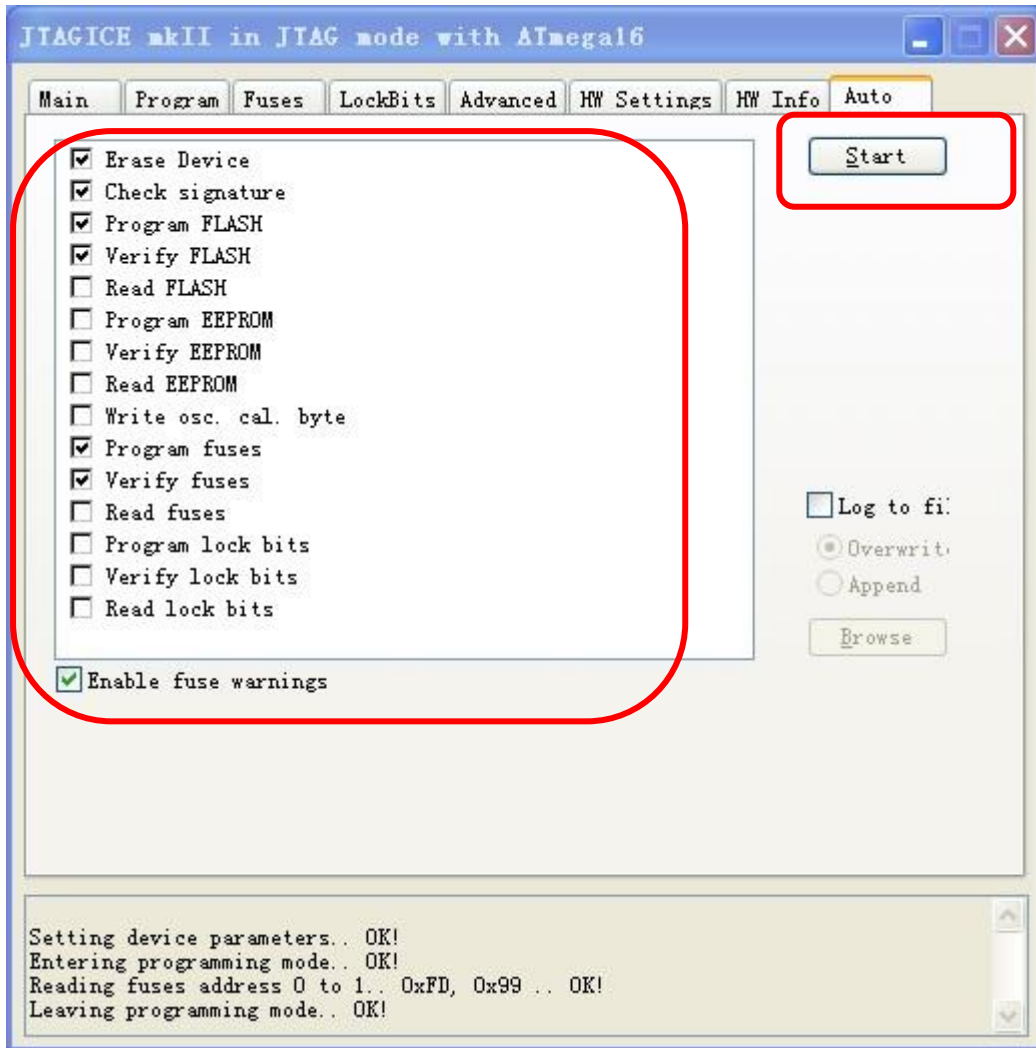 JTAGICE mkII in JTAG mode with ATmega16
Main Program Fuses LockBits Advanced HW Settings HW Info Auto
Start
Erase Device
Check signature
Program FLASH
Verify FLASH
Read FLASH
Program EEPROM
Verify EEPROM
Read EEPROM
Write osc. cal. byte
Program fuses
Verify fuses
Read fuses
Program lock bits
Verify lock bits
Read lock bits
Log to fi
Overwrit
Append
Browse
Enable fuse warnings
Setting device parameters.. OK!
Entering programming mode.. OK!
Reading fuses address 0 to 1.. 0xFD, 0x99 .. OK!
Leaving programming mode.. OK!